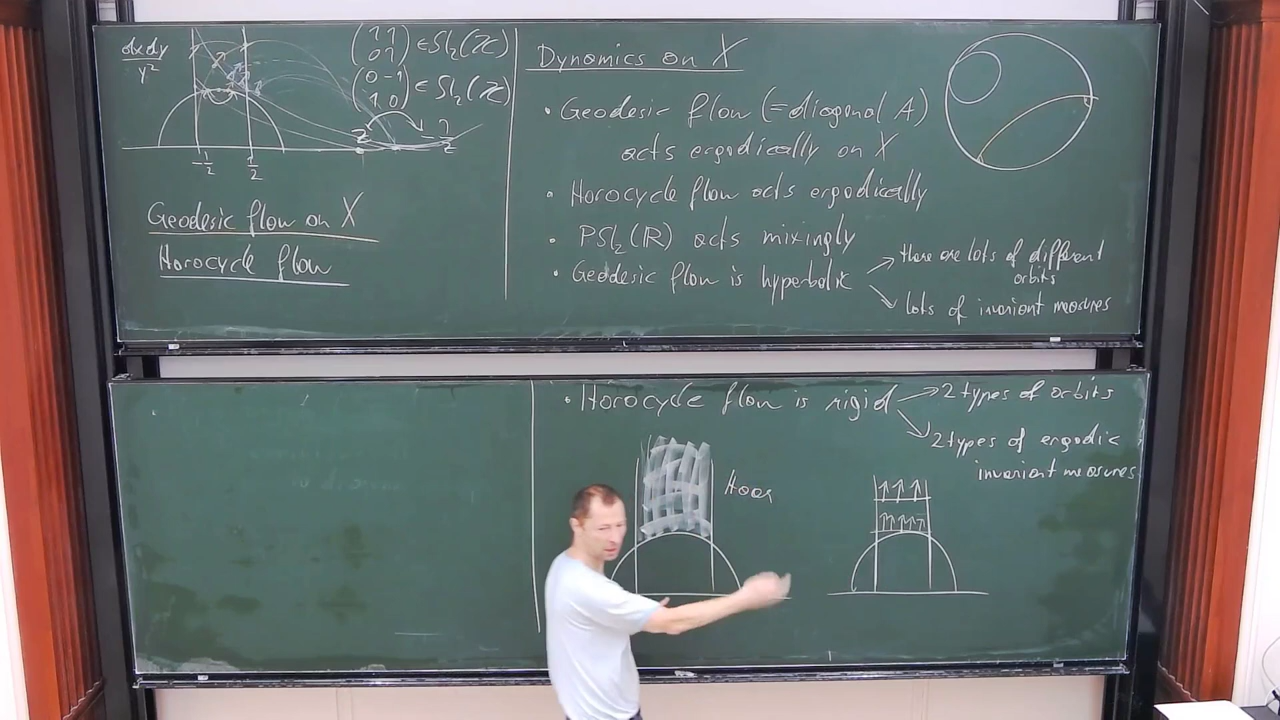 dxdy
y²
(1 1
0 1) ∈ SL₂(ℤ)
(0 -1
1 0) ∈ SL₂(ℤ)
z
-1/z
-1/2
1/2
Geodesic flow on X
Horocycle flow
Dynamics on X
• Geodesic flow (= diagonal A)
acts ergodically on X
• Horocycle flow acts ergodically
• PSL₂(ℝ) acts mixingly
• Geodesic flow is hyperbolic
→ there are lots of different
orbits
↘ lots of invariant measures
• Horocycle flow is rigid → 2 types of orbits
↘ 2 types of ergodic
invariant measures
Haar